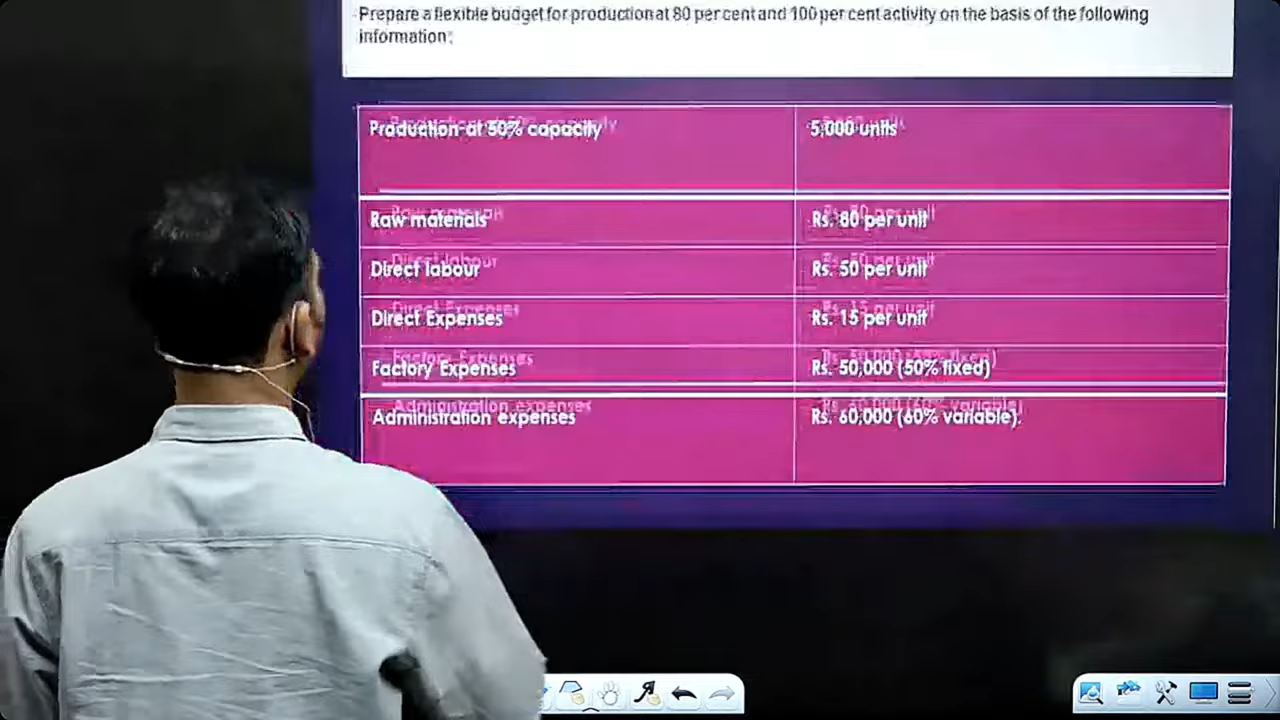 Prepare a flexible budget for production at 80 per cent and 100 per cent activity on the basis of the following
information:
Production at 50% capacity 5,000 units
Raw materials Rs. 80 per unit
Direct labour Rs. 50 per unit
Direct Expenses Rs. 15 per unit
Factory Expenses Rs. 50,000 (50% fixed)
Administration expenses Rs. 60,000 (60% variable).